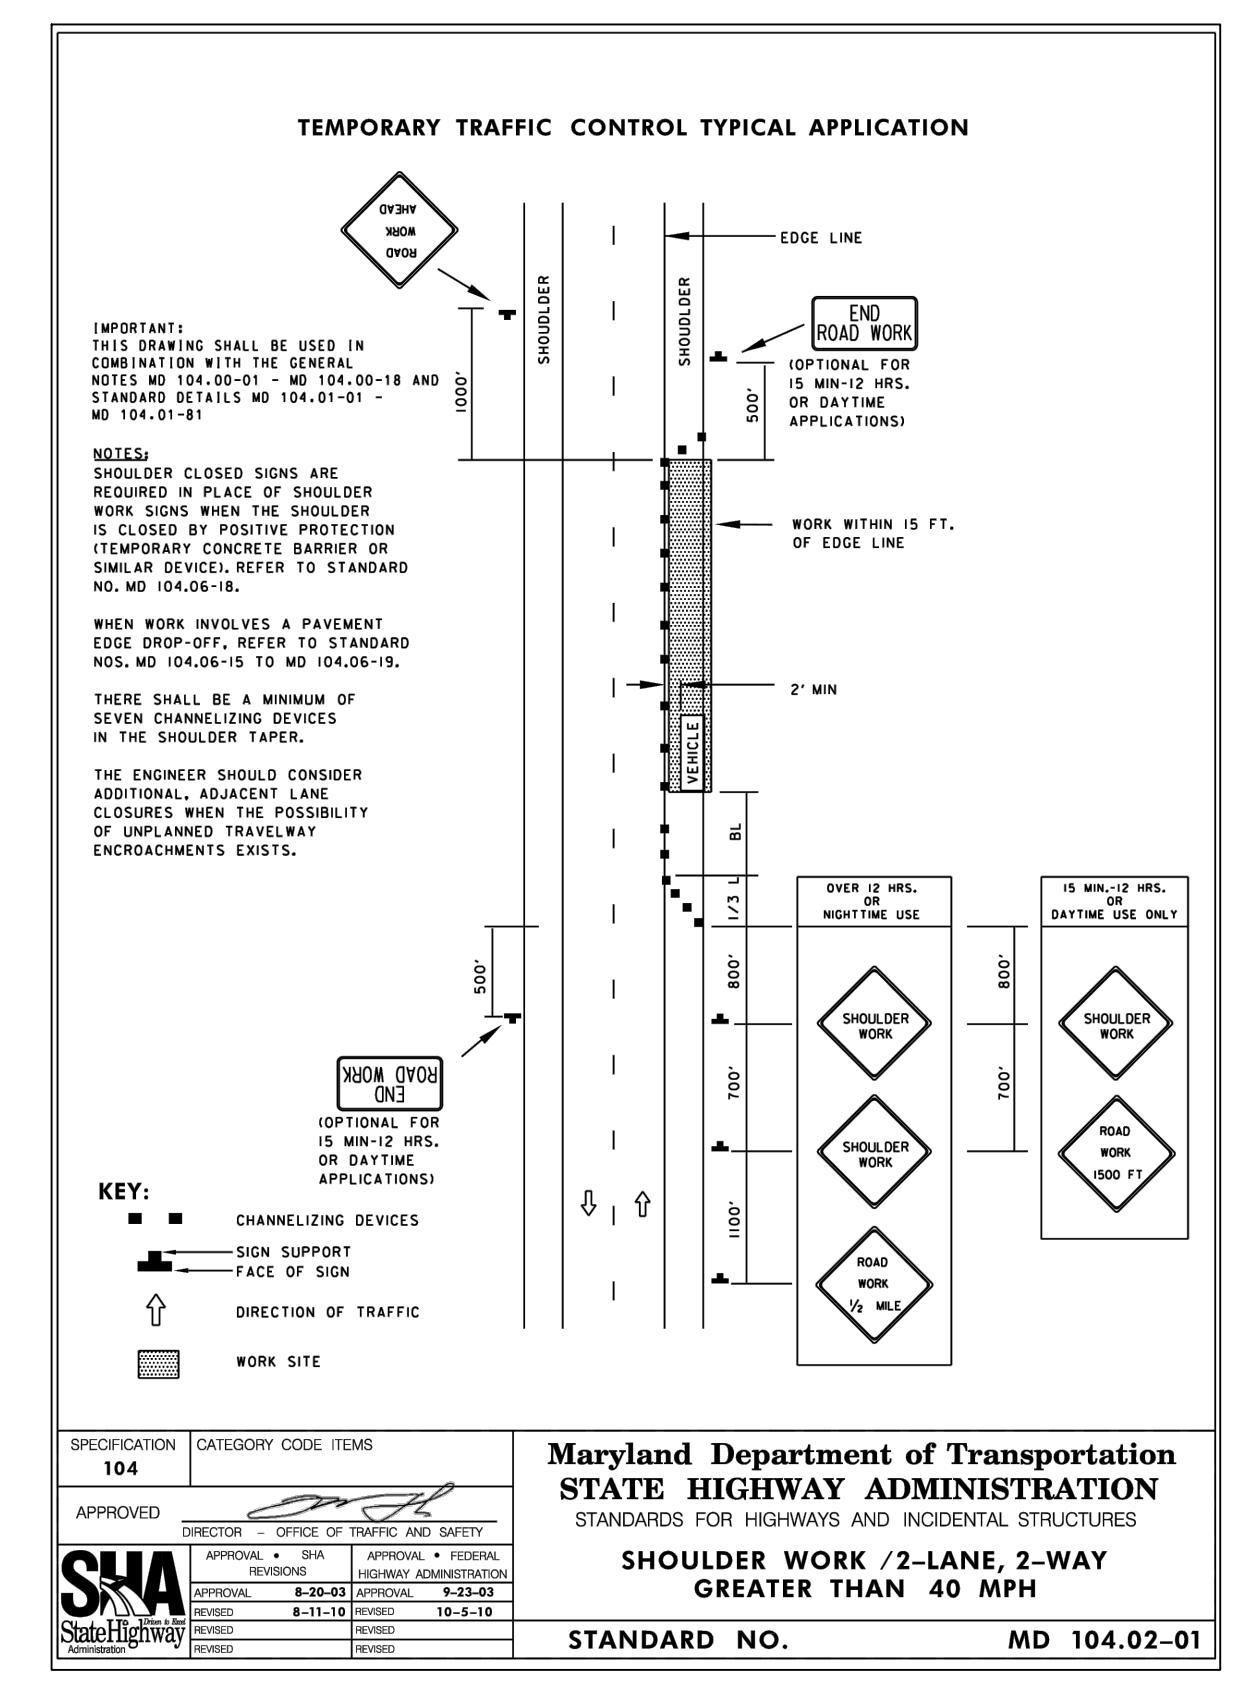 TEMPORARY TRAFFIC CONTROL TYPICAL APPLICATION
ROAD
WORK
AHEAD
EDGE LINE
SHOUDLDER
SHOUDLDER
END
ROAD WORK
(OPTIONAL FOR
15 MIN-12 HRS.
OR DAYTIME
APPLICATIONS)
1000'
500'
IMPORTANT:
THIS DRAWING SHALL BE USED IN
COMBINATION WITH THE GENERAL
NOTES MD 104.00-01 - MD 104.00-18 AND
STANDARD DETAILS MD 104.01-01 -
MD 104.01-81
NOTES:
SHOULDER CLOSED SIGNS ARE
REQUIRED IN PLACE OF SHOULDER
WORK SIGNS WHEN THE SHOULDER
IS CLOSED BY POSITIVE PROTECTION
(TEMPORARY CONCRETE BARRIER OR
SIMILAR DEVICE). REFER TO STANDARD
NO. MD 104.06-18.
WHEN WORK INVOLVES A PAVEMENT
EDGE DROP-OFF, REFER TO STANDARD
NOS. MD 104.06-15 TO MD 104.06-19.
THERE SHALL BE A MINIMUM OF
SEVEN CHANNELIZING DEVICES
IN THE SHOULDER TAPER.
THE ENGINEER SHOULD CONSIDER
ADDITIONAL, ADJACENT LANE
CLOSURES WHEN THE POSSIBILITY
OF UNPLANNED TRAVELWAY
ENCROACHMENTS EXISTS.
WORK WITHIN 15 FT.
OF EDGE LINE
2' MIN
VEHICLE
BL
1/3 L
800'
700'
1100'
OVER 12 HRS.
OR
NIGHTTIME USE
SHOULDER
WORK
SHOULDER
WORK
ROAD
WORK
1/2 MILE
15 MIN.-12 HRS.
OR
DAYTIME USE ONLY
800'
700'
SHOULDER
WORK
ROAD
WORK
1500 FT
500'
END
ROAD WORK
(OPTIONAL FOR
15 MIN-12 HRS.
OR DAYTIME
APPLICATIONS)
KEY:
CHANNELIZING DEVICES
SIGN SUPPORT
FACE OF SIGN
DIRECTION OF TRAFFIC
WORK SITE
SPECIFICATION
104
CATEGORY CODE ITEMS
APPROVED
DIRECTOR - OFFICE OF TRAFFIC AND SAFETY
SHA
Driven to Excel
StateHighway
Administration
APPROVAL • SHA
REVISIONS
APPROVAL • FEDERAL
HIGHWAY ADMINISTRATION
APPROVAL 8-20-03 APPROVAL 9-23-03
REVISED 8-11-10 REVISED 10-5-10
REVISED REVISED
REVISED REVISED
Maryland Department of Transportation
STATE HIGHWAY ADMINISTRATION
STANDARDS FOR HIGHWAYS AND INCIDENTAL STRUCTURES
SHOULDER WORK /2-LANE, 2-WAY
GREATER THAN 40 MPH
STANDARD NO. MD 104.02-01